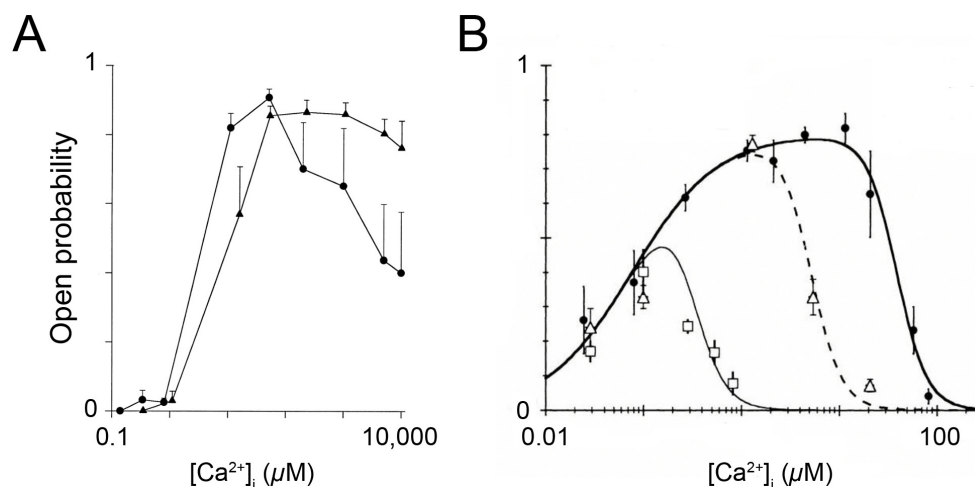 A
B
1
1
Open probability
0
0
0.1
10,000
0.01
100
[Ca²⁺]ᵢ (µM)
[Ca²⁺]ᵢ (µM)